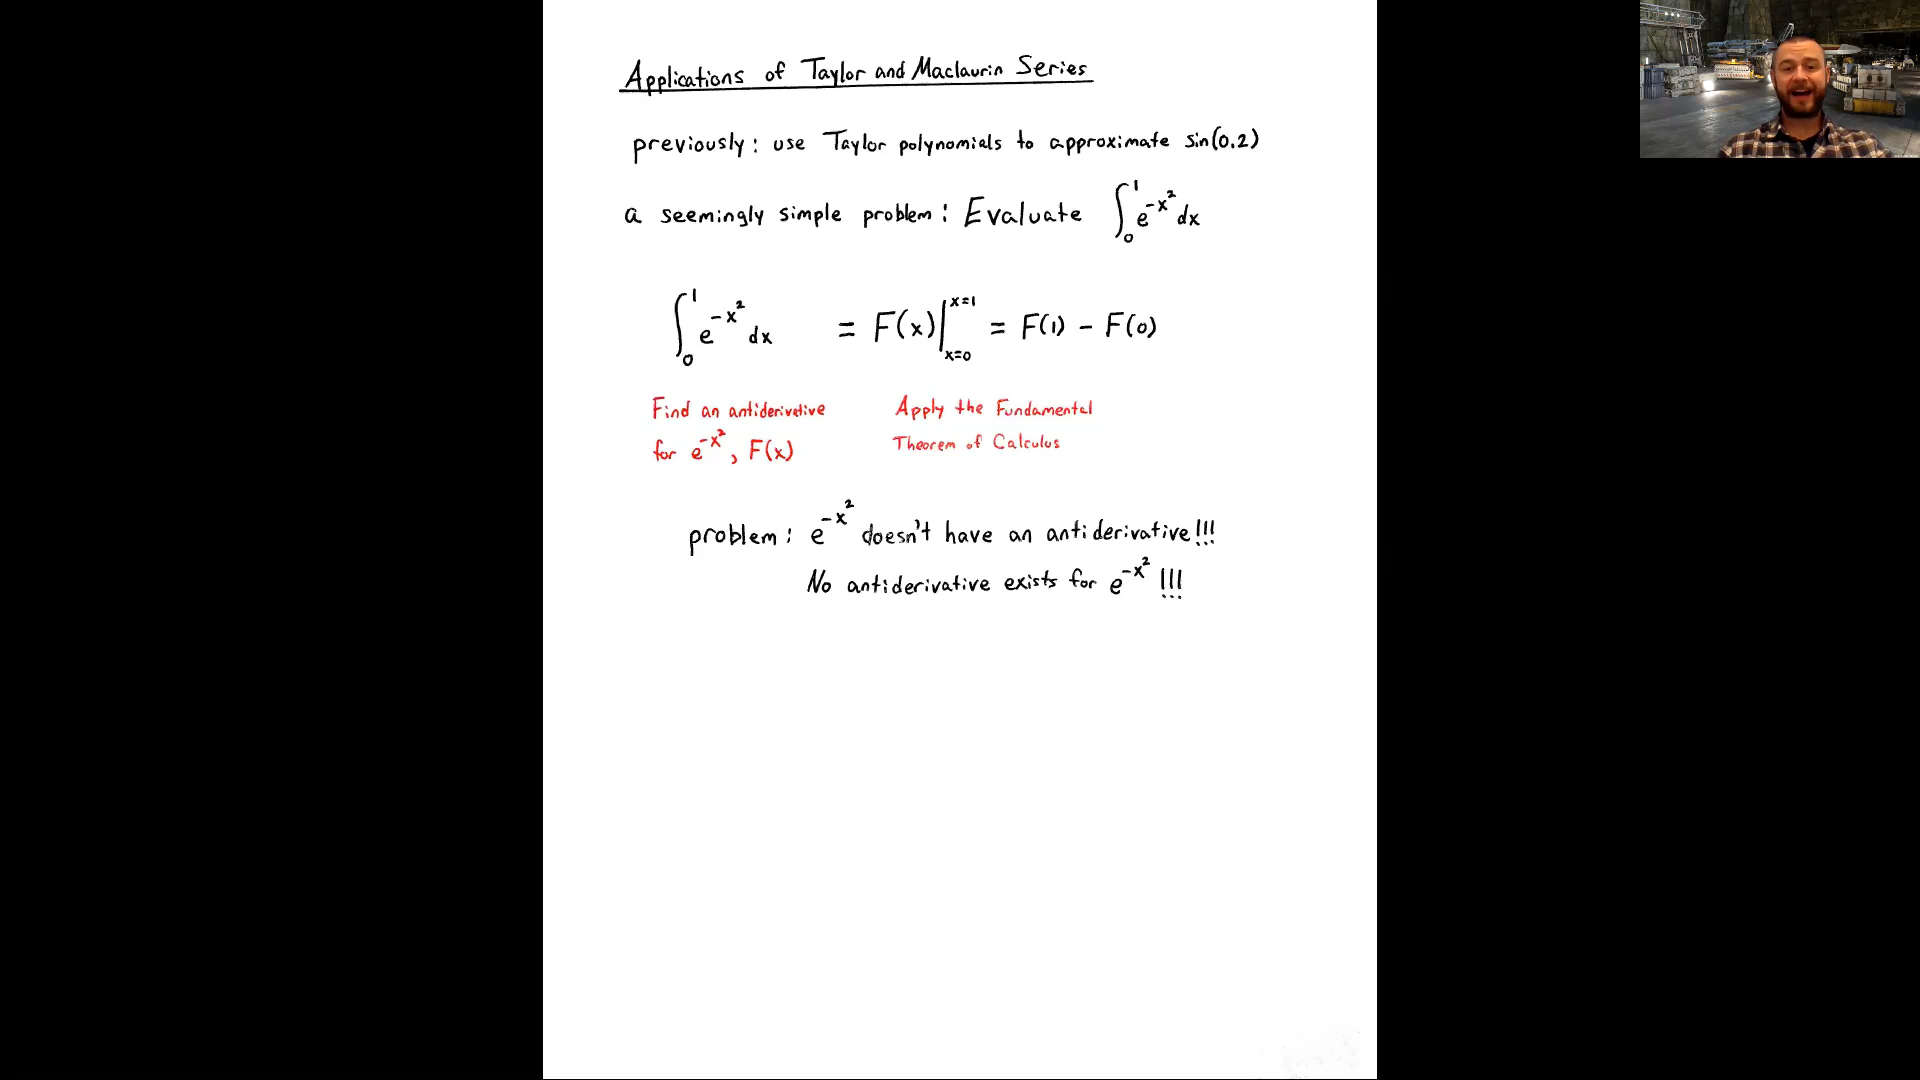 Applications of Taylor and Maclaurin Series
previously: use Taylor polynomials to approximate sin(0.2)
a seemingly simple problem: Evaluate ∫₀¹ e^{-x²} dx
∫₀¹ e^{-x²} dx = F(x)|_{x=0}^{x=1} = F(1) - F(0)
Find an antiderivative
for e^{-x²}, F(x)
Apply the Fundamental
Theorem of Calculus
problem: e^{-x²} doesn't have an antiderivative!!!
No antiderivative exists for e^{-x²} !!!